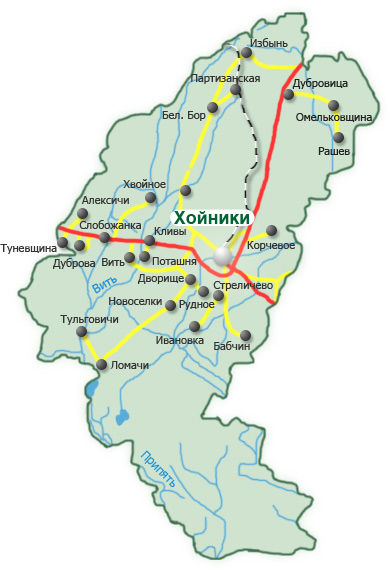 Избынь
Партизанская
Дубровица
Омельковщина
Бел. Бор
Рашев
Хвойное
Алексичи
Хойники
Слобожанка
Кливы
Корчевое
Туневщина
Дуброва
Вить
Поташня
Вить
Дворище
Стреличево
Новоселки
Рудное
Тульговичи
Ивановка
Бабчин
Ломачи
Припять